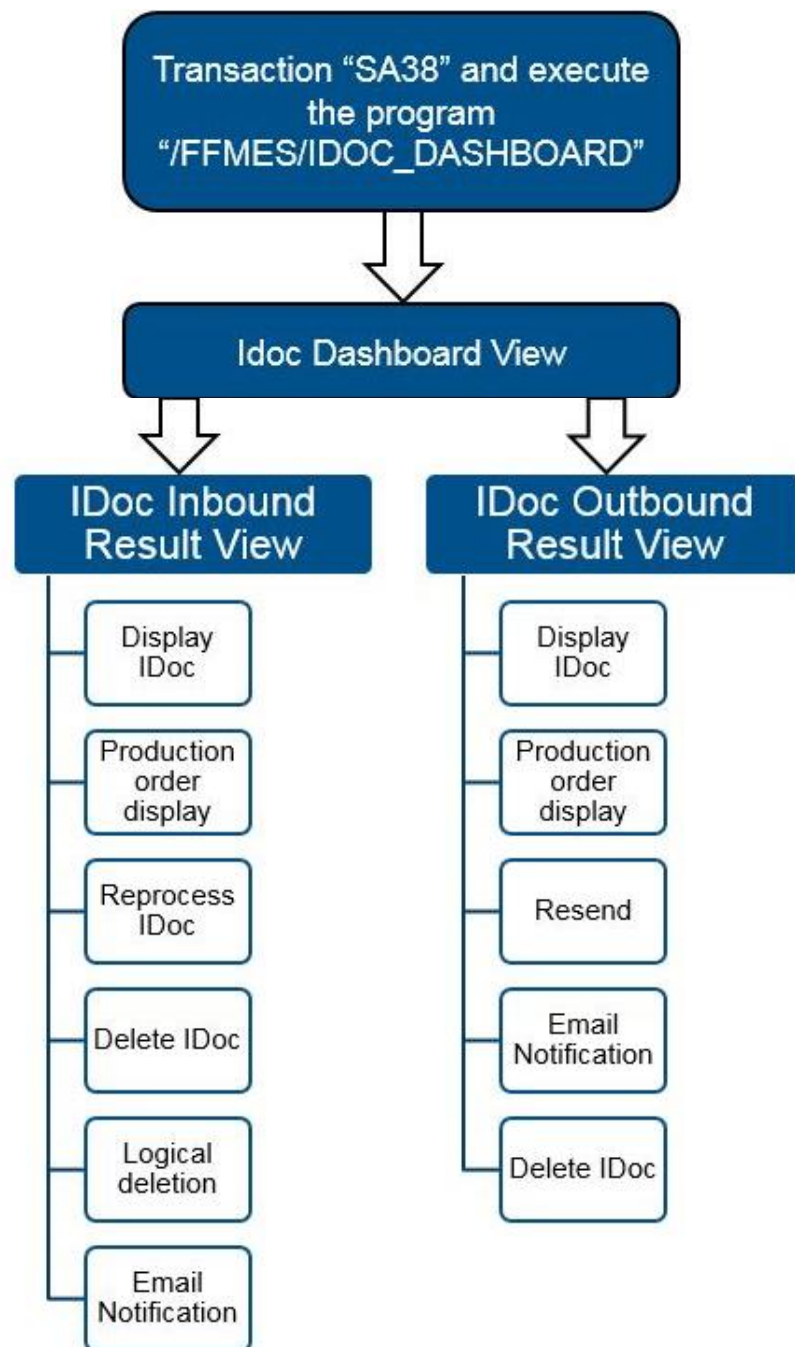 Transaction “SA38” and execute
the program
“/FFMES/IDOC_DASHBOARD”
Idoc Dashboard View
IDoc Inbound
Result View
Display
IDoc
Production
order
display
Reprocess
IDoc
Delete IDoc
Logical
deletion
Email
Notification
IDoc Outbound
Result View
Display
IDoc
Production
order
display
Resend
Email
Notification
Delete IDoc